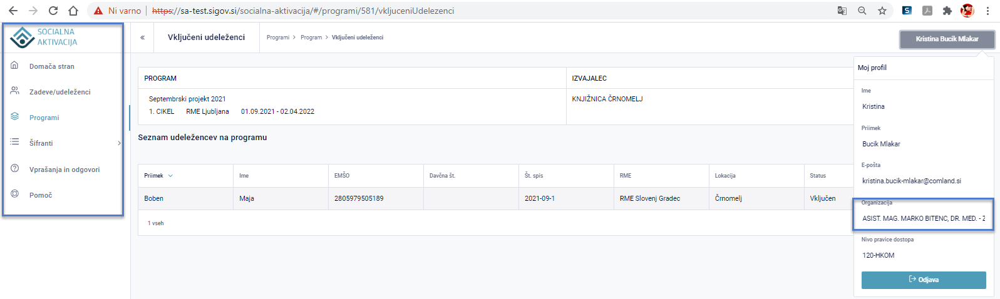 Ni varno https://sa-test.sigov.si/socialna-aktivacija/#/programi/581/vkljuceniUdelezenci
SOCIALNA
AKTIVACIJA
Domača stran
Zadeve/udeleženci
Programi
Šifranti
Vprašanja in odgovori
Pomoč
« Vključeni udeleženci Programi > Program > Vključeni udeleženci
Kristina Bucik Mlakar
PROGRAM IZVAJALEC
Septembrski projekt 2021 KNJIŽNICA ČRNOMELJ
1. CIKEL RME Ljubljana 01.09.2021 - 02.04.2022
Seznam udeležencev na programu
Priimek Ime EMŠO Davčna št. Št. spis RME Lokacija Status
Boben Maja 2805979505189 2021-09-1 RME Slovenj Gradec Črnomelj Vključen
1 vseh
Moj profil
Ime
Kristina
Priimek
Bucik Mlakar
E-pošta
kristina.bucik-mlakar@comland.si
Organizacija
ASIST. MAG. MARKO BITENC, DR. MED. - Z
Nivo pravice dostopa
120-HKOM
Odjava